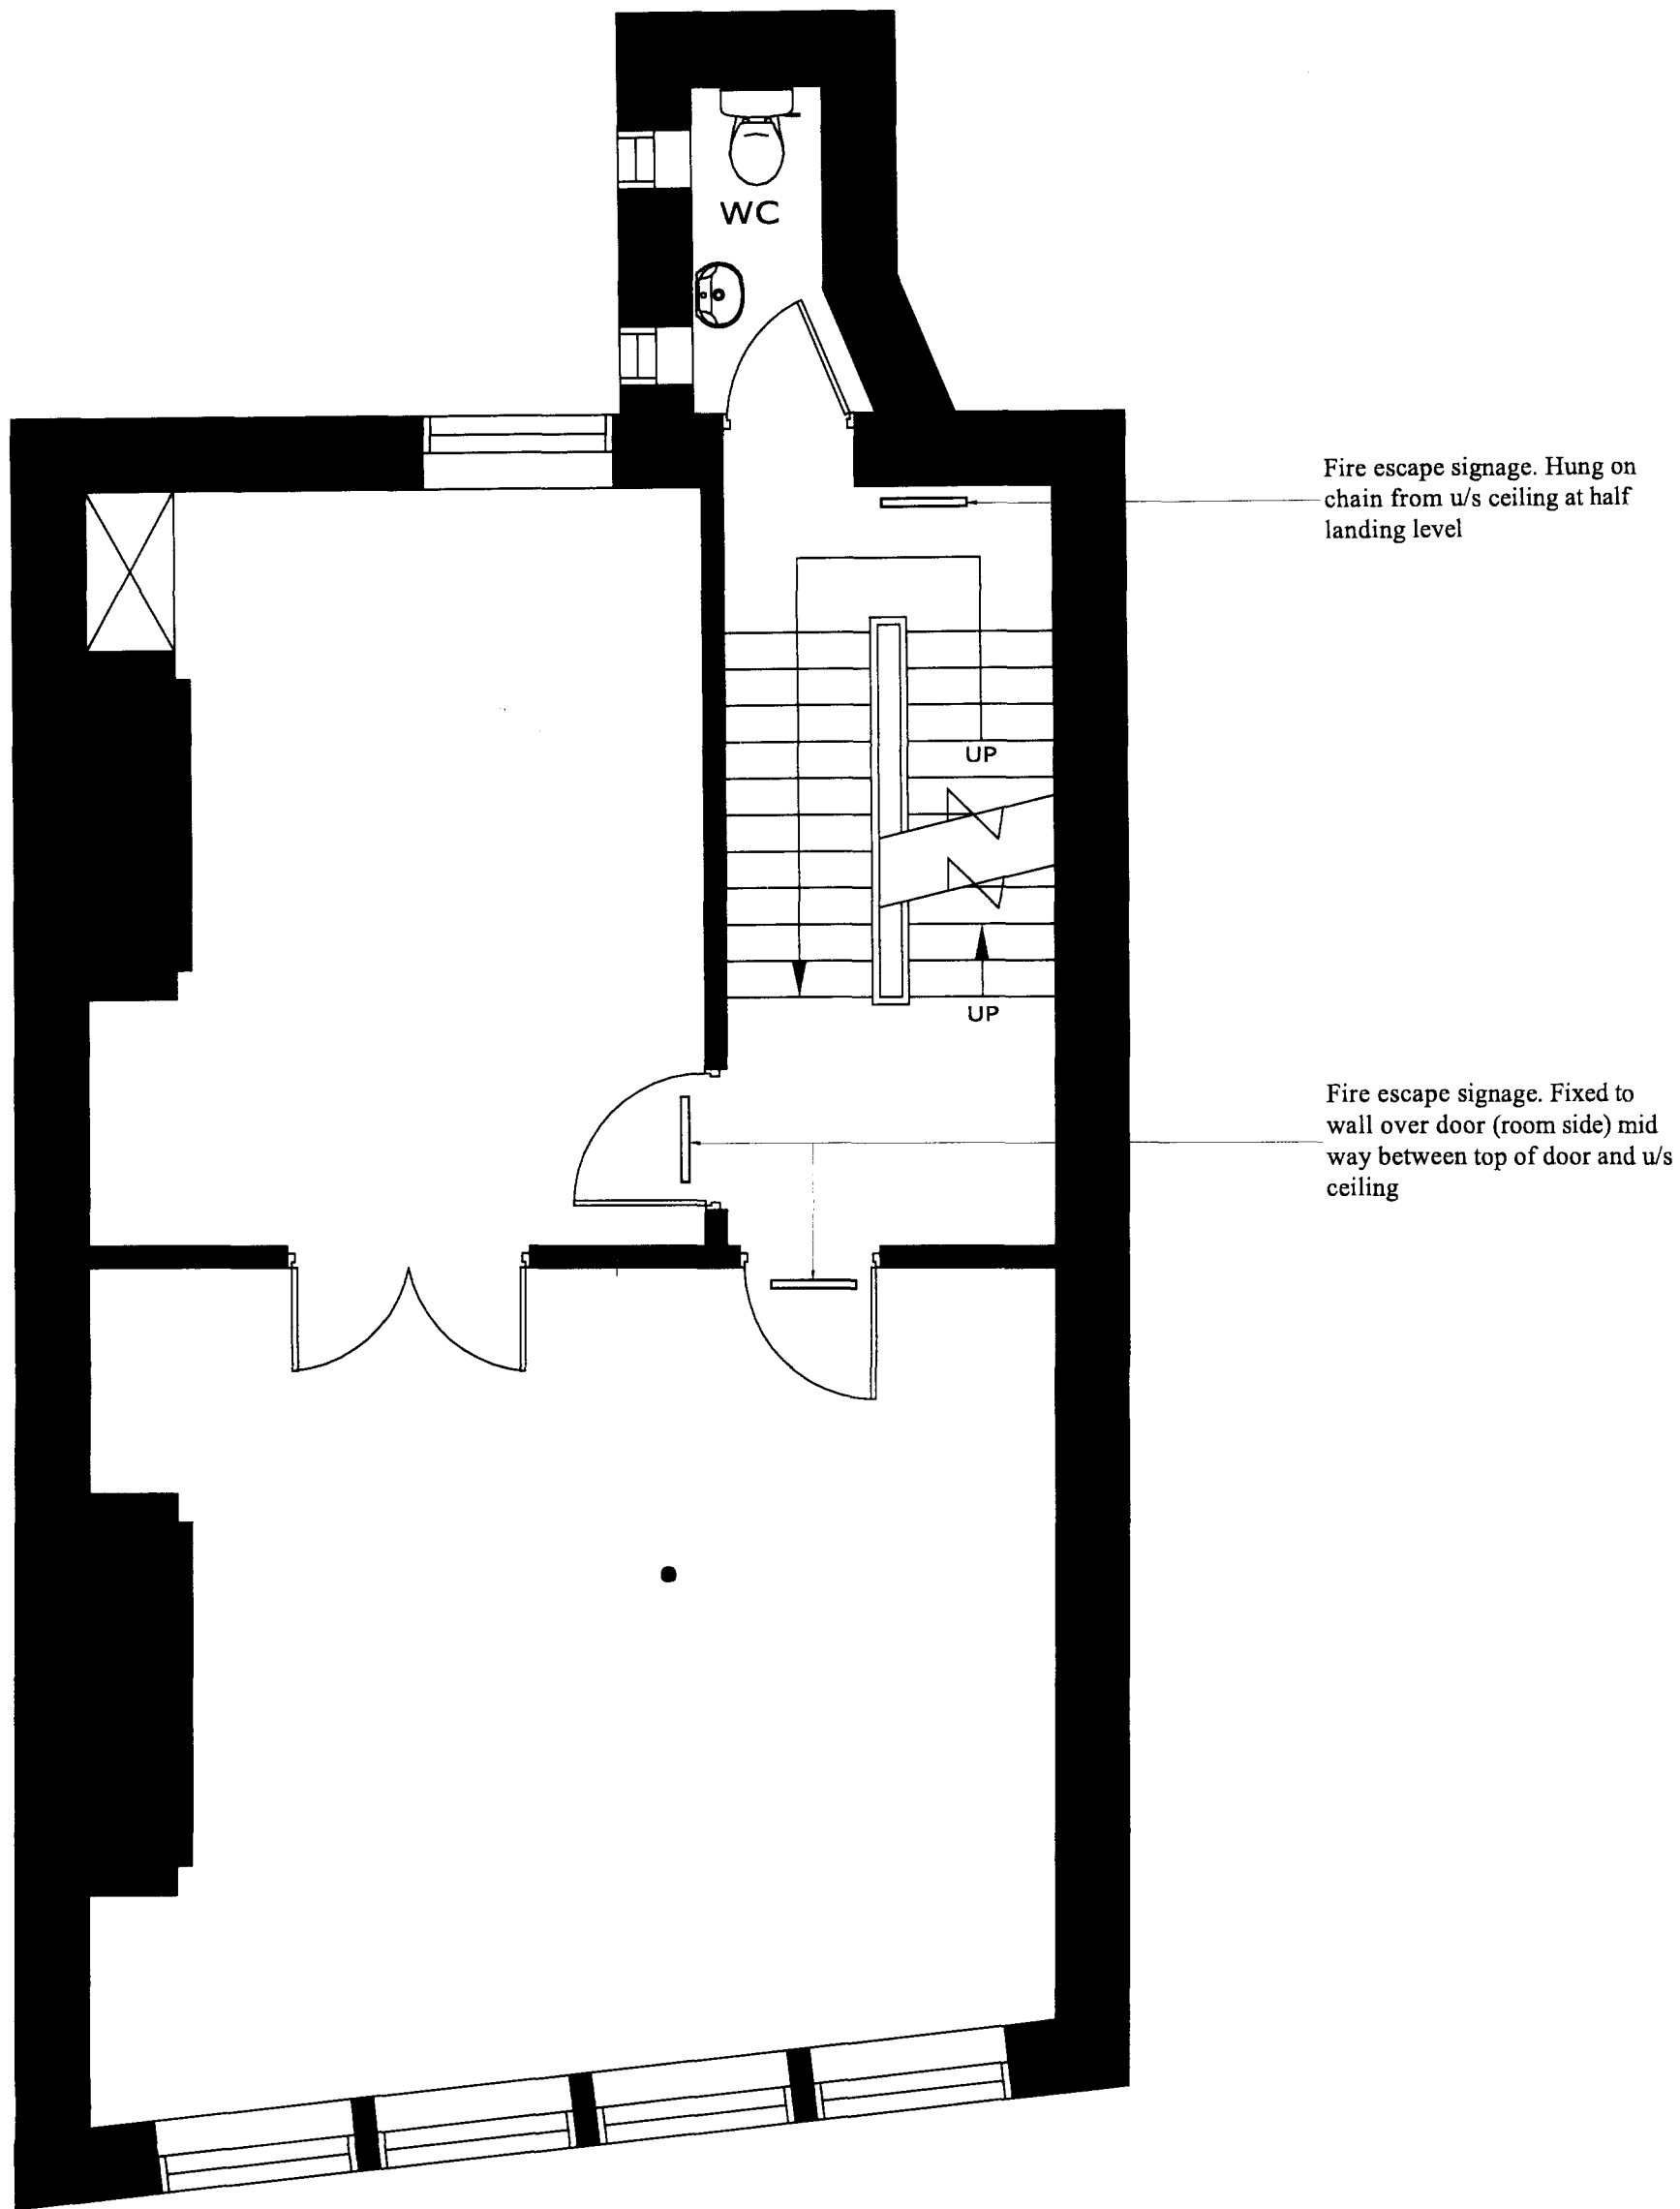 WC
Fire escape signage. Hung on
chain from u/s ceiling at half
landing level
UP
UP
Fire escape signage. Fixed to
wall over door (room side) mid
way between top of door and u/s
ceiling